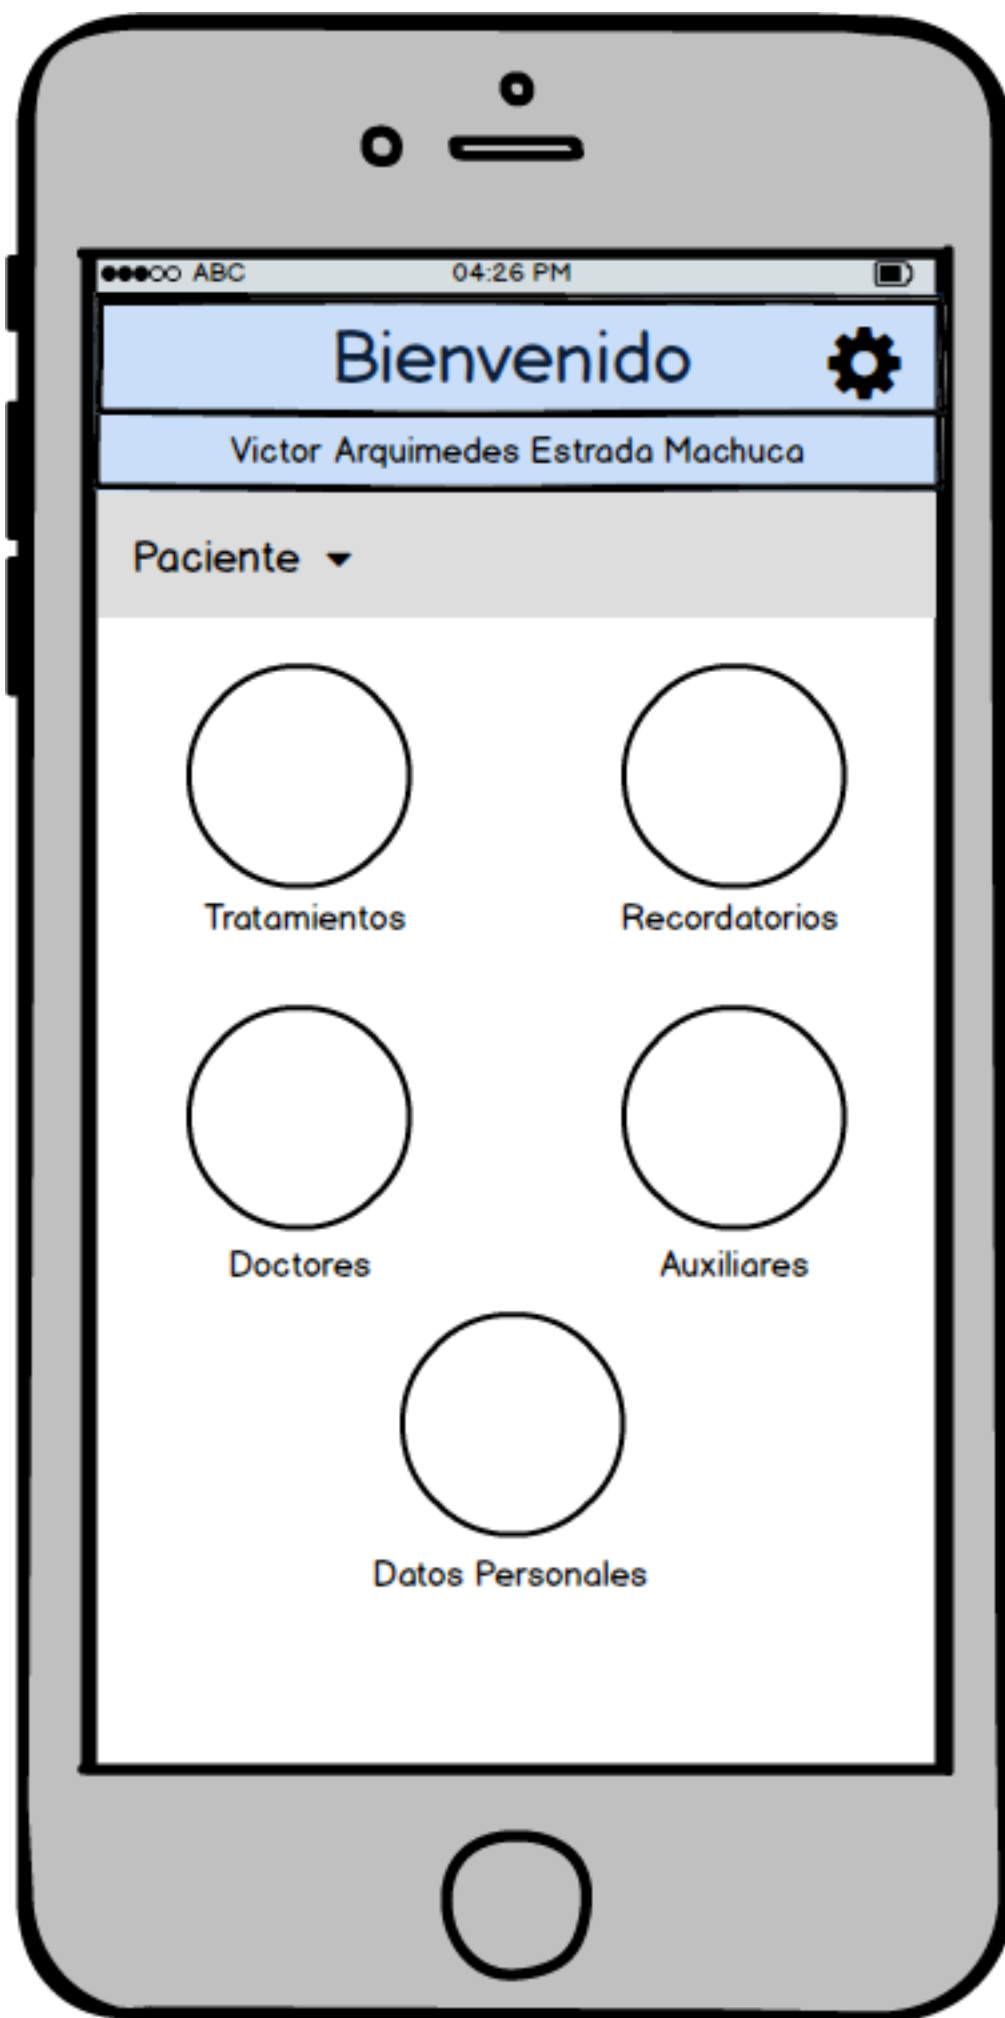 ABC 04:26 PM
Bienvenido
Victor Arquimedes Estrada Machuca
Paciente
Tratamientos Recordatorios
Doctores Auxiliares
Datos Personales